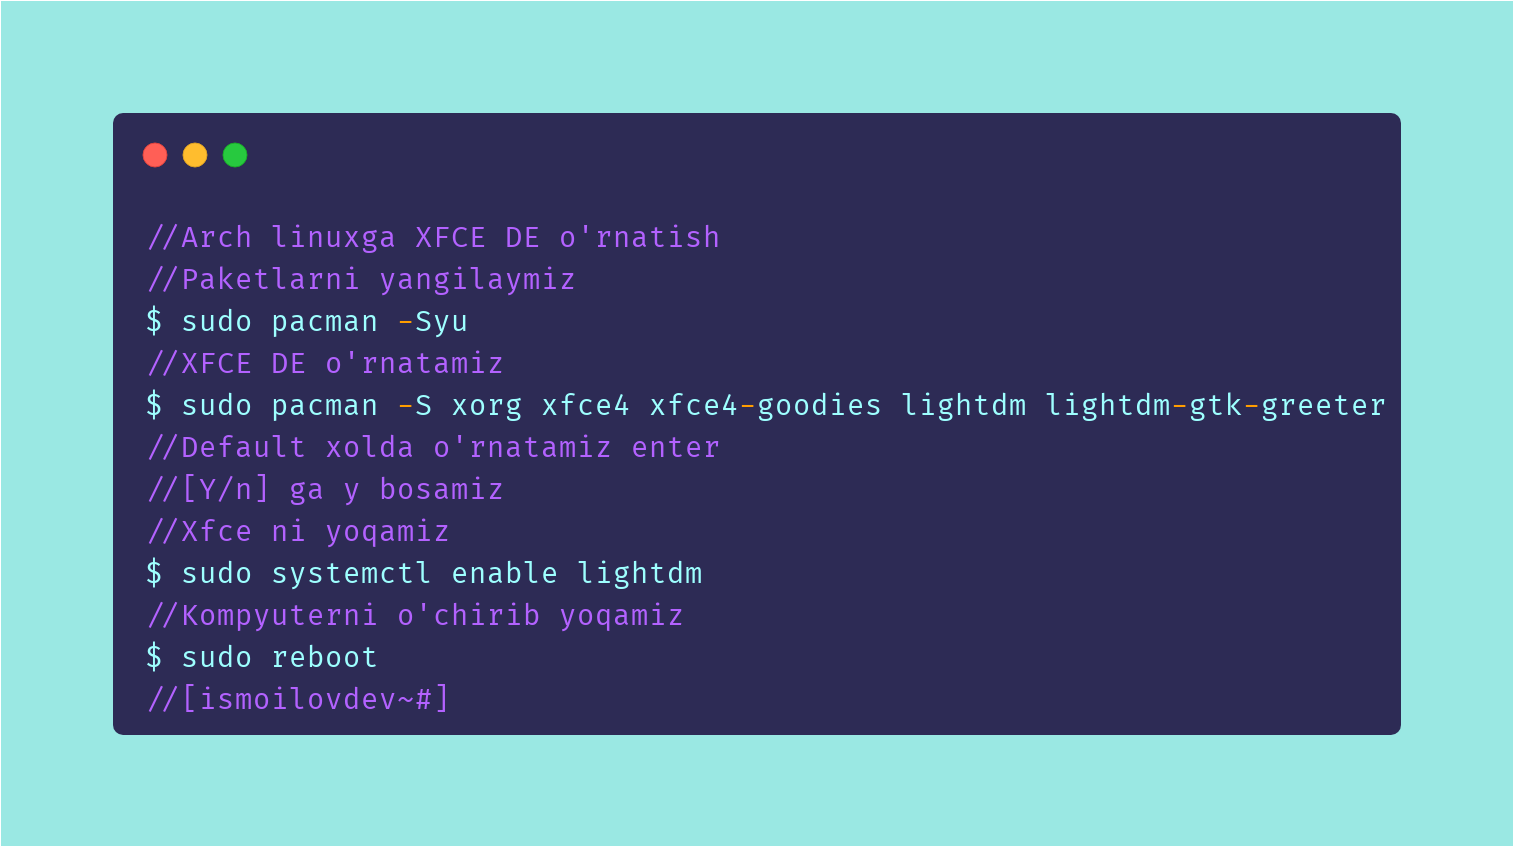 //Arch linuxga XFCE DE o'rnatish
//Paketlarni yangilaymiz
$ sudo pacman -Syu
//XFCE DE o'rnatamiz
$ sudo pacman -S xorg xfce4 xfce4-goodies lightdm lightdm-gtk-greeter
//Default xolda o'rnatamiz enter
//[Y/n] ga y bosamiz
//Xfce ni yoqamiz
$ sudo systemctl enable lightdm
//Kompyuterni o'chirib yoqamiz
$ sudo reboot
//[ismoilovdev~#]